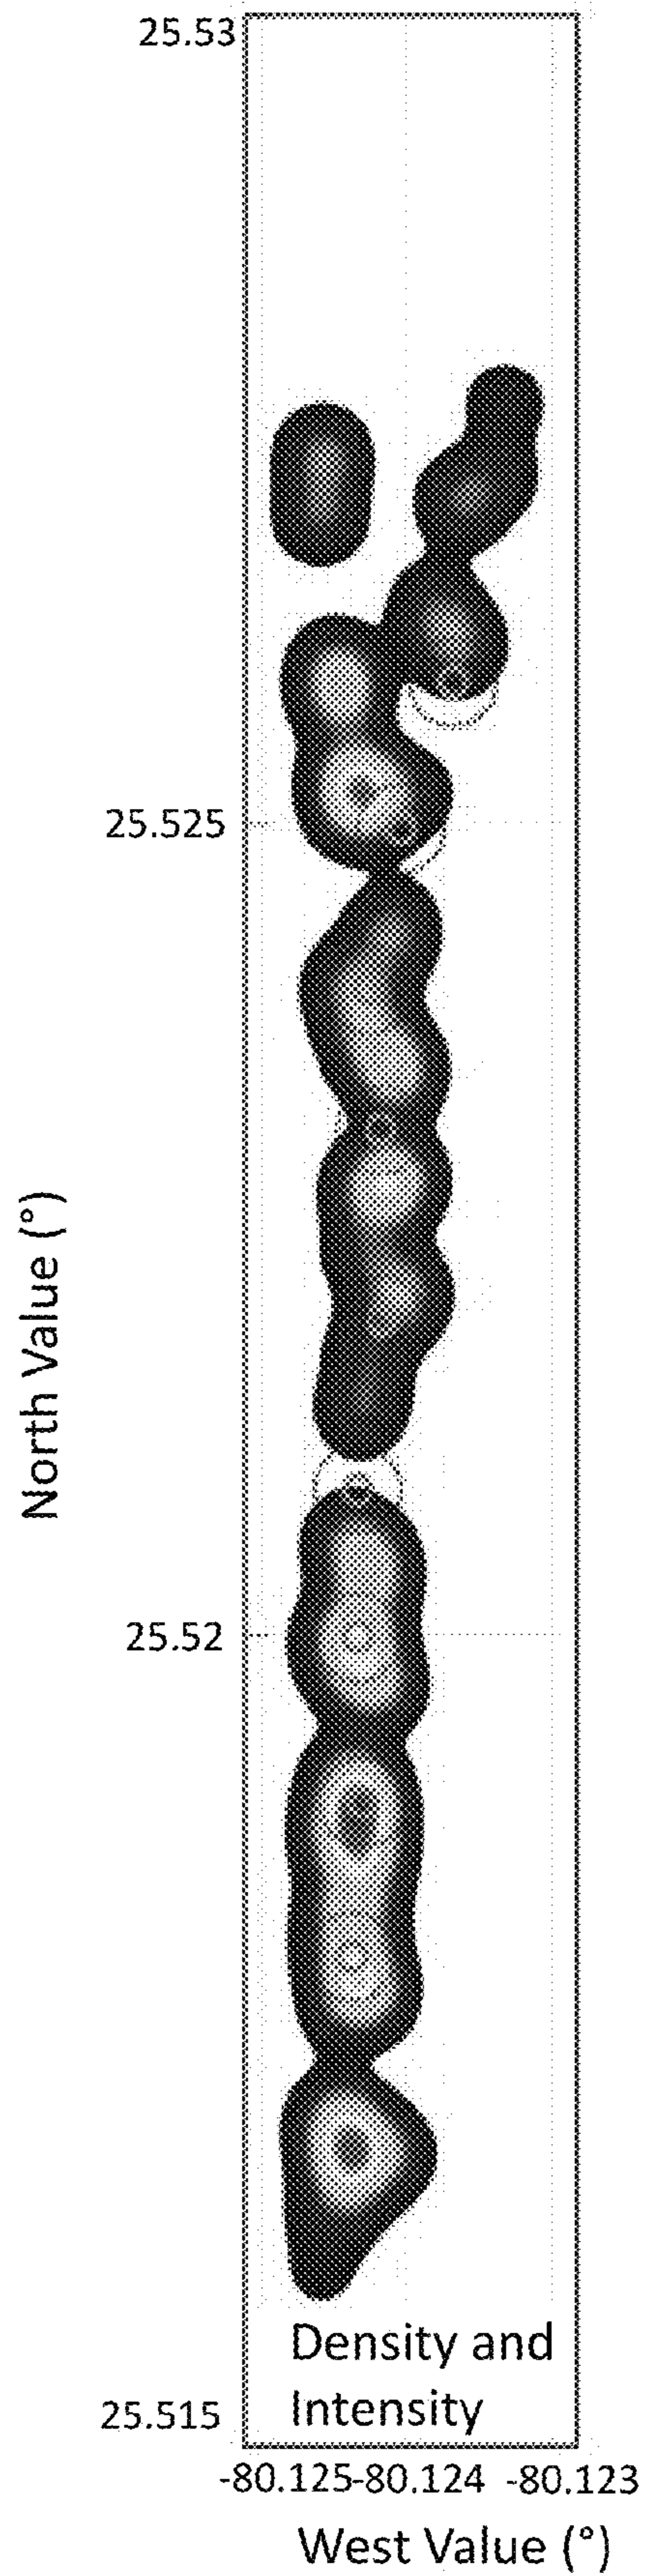 25.53
25.525
North Value (°)
25.52
Density and
Intensity
25.515
-80.125 -80.124 -80.123
West Value (°)